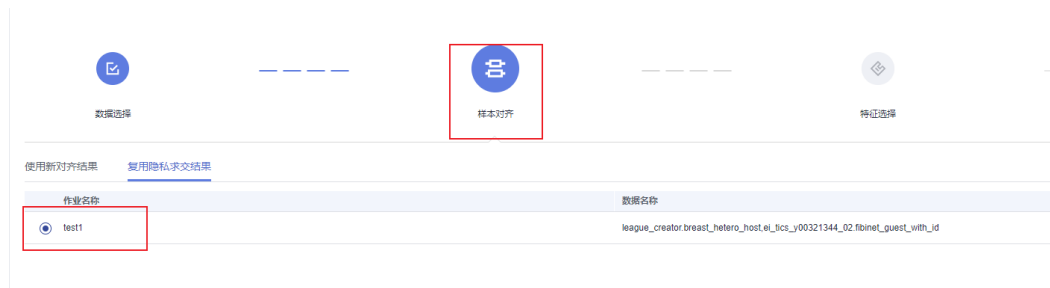 数据选择
样本对齐
特征选择
使用新对齐结果 复用隐私求交结果
作业名称 数据名称
test1 league_creator.breast_hetero_host,ei_tics_y00321344_02.fibinet_guest_with_id